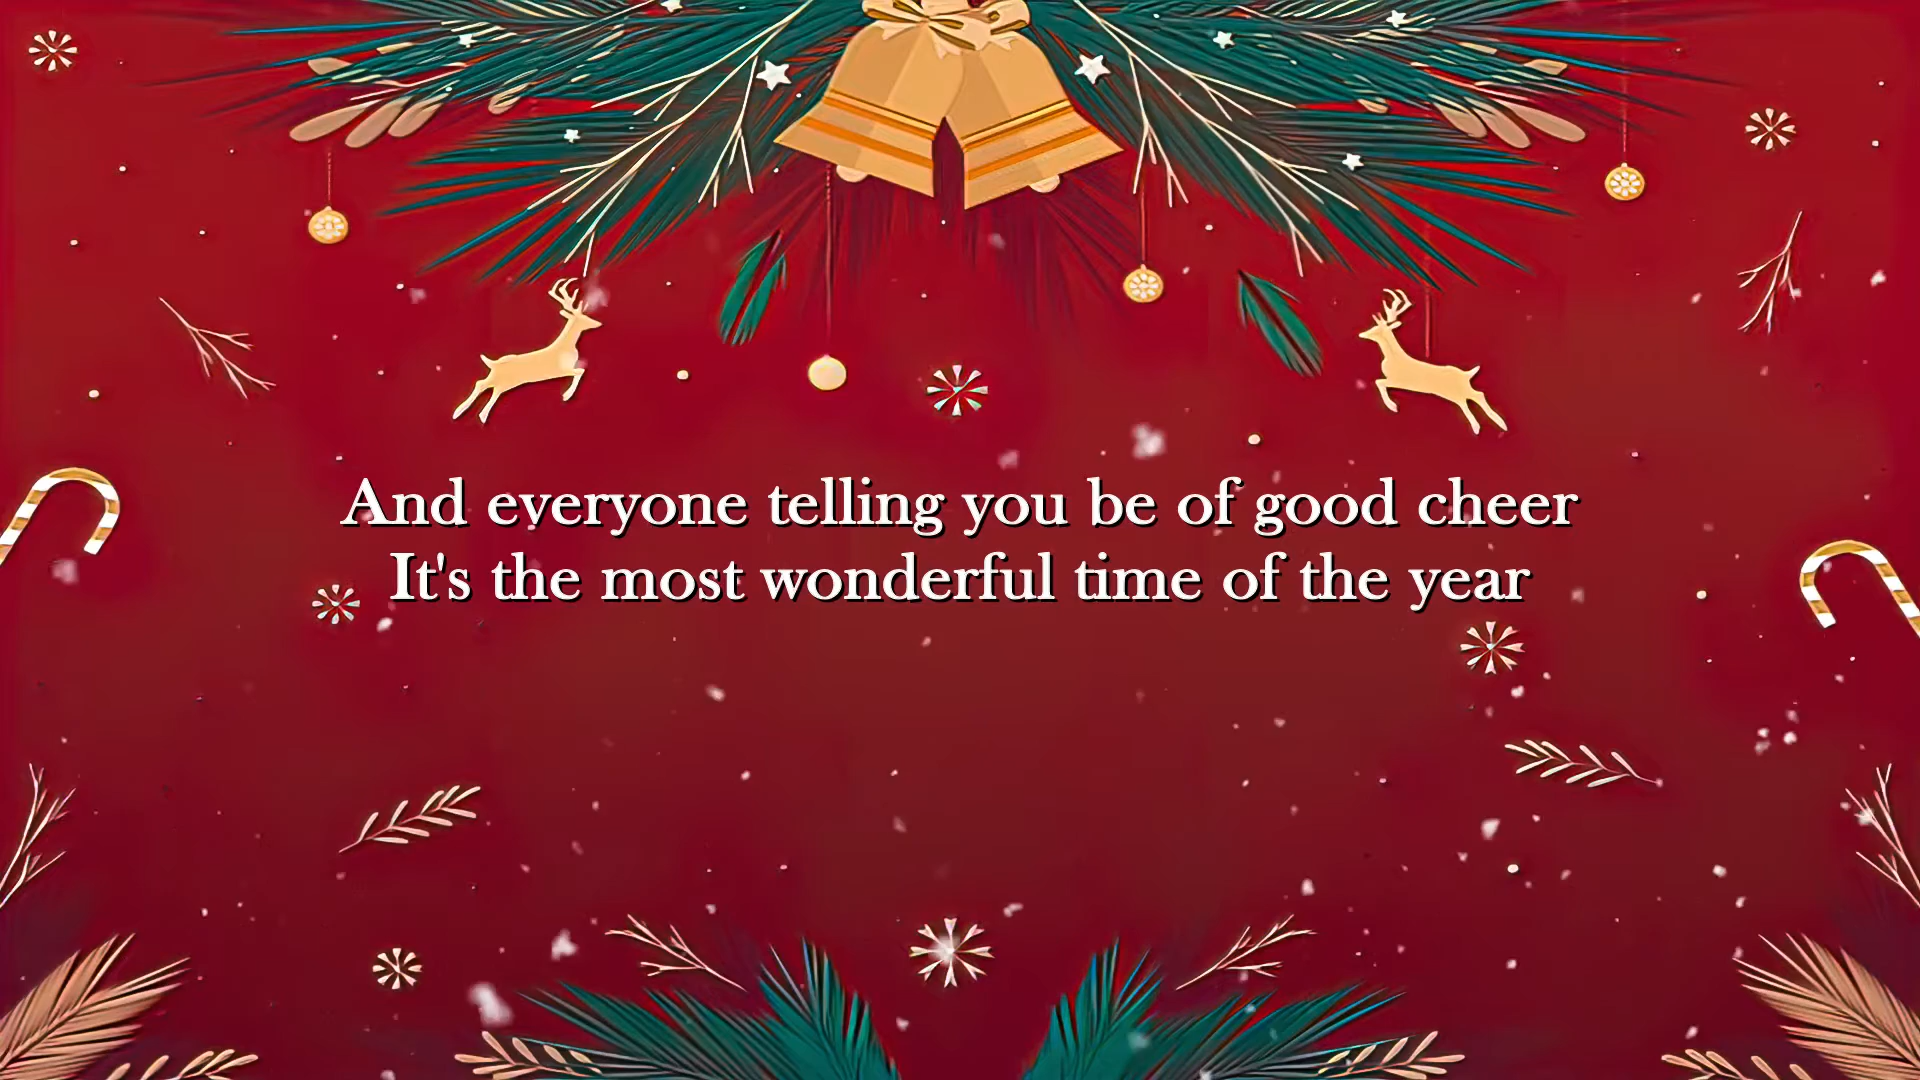 And everyone telling you be of good cheer
It's the most wonderful time of the year